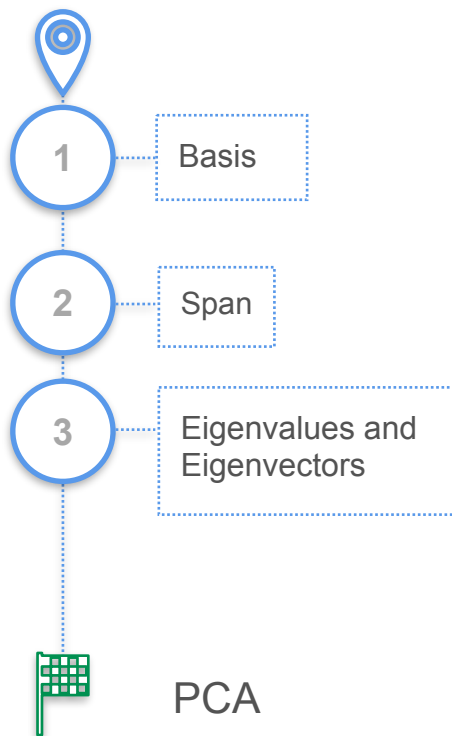 1
Basis
2
Span
3
Eigenvalues and
Eigenvectors
PCA